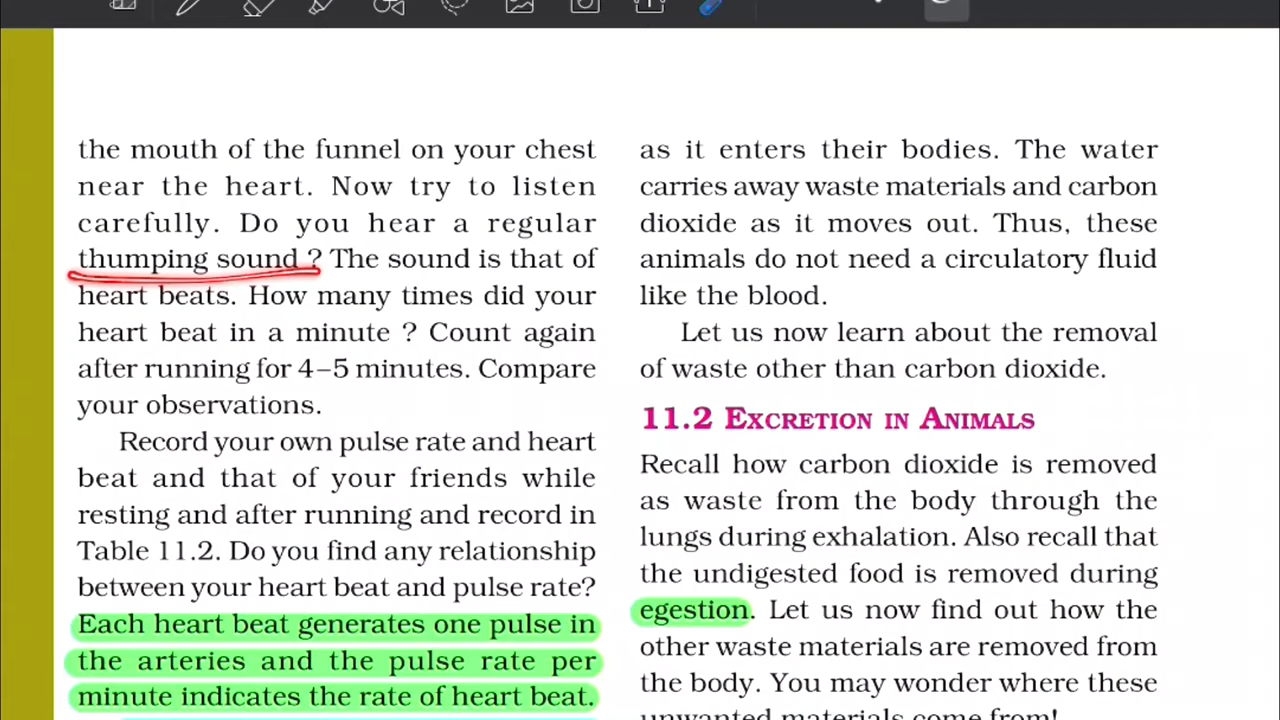 the mouth of the funnel on your chest
near the heart. Now try to listen
carefully. Do you hear a regular
thumping sound ? The sound is that of
heart beats. How many times did your
heart beat in a minute ? Count again
after running for 4–5 minutes. Compare
your observations.
Record your own pulse rate and heart
beat and that of your friends while
resting and after running and record in
Table 11.2. Do you find any relationship
between your heart beat and pulse rate?
Each heart beat generates one pulse in
the arteries and the pulse rate per
minute indicates the rate of heart beat.
as it enters their bodies. The water
carries away waste materials and carbon
dioxide as it moves out. Thus, these
animals do not need a circulatory fluid
like the blood.
Let us now learn about the removal
of waste other than carbon dioxide.
11.2 EXCRETION IN ANIMALS
Recall how carbon dioxide is removed
as waste from the body through the
lungs during exhalation. Also recall that
the undigested food is removed during
egestion. Let us now find out how the
other waste materials are removed from
the body. You may wonder where these
unwanted materials come from!